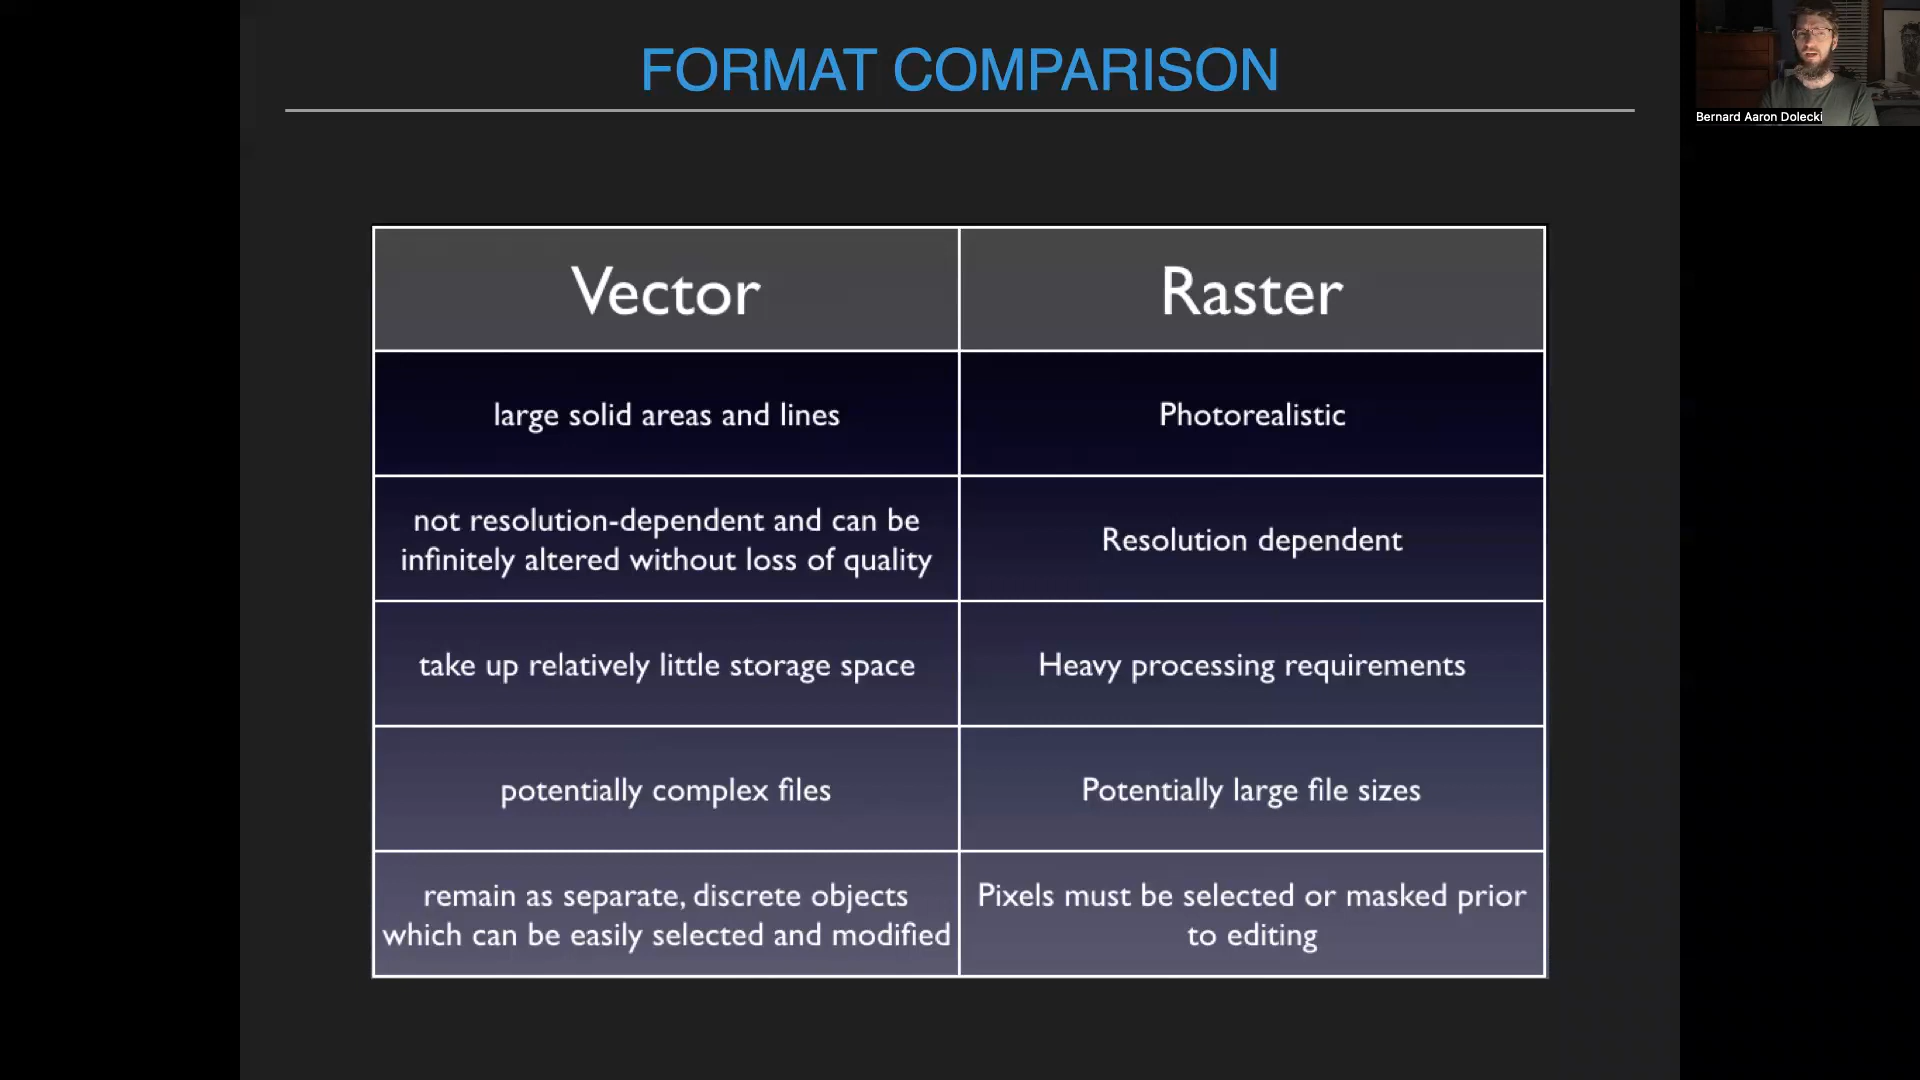 FORMAT COMPARISON
Bernard Aaron Dolecki
Vector
Raster
large solid areas and lines
Photorealistic
not resolution-dependent and can be
infinitely altered without loss of quality
Resolution dependent
take up relatively little storage space
Heavy processing requirements
potentially complex files
Potentially large file sizes
remain as separate, discrete objects
which can be easily selected and modified
Pixels must be selected or masked prior
to editing